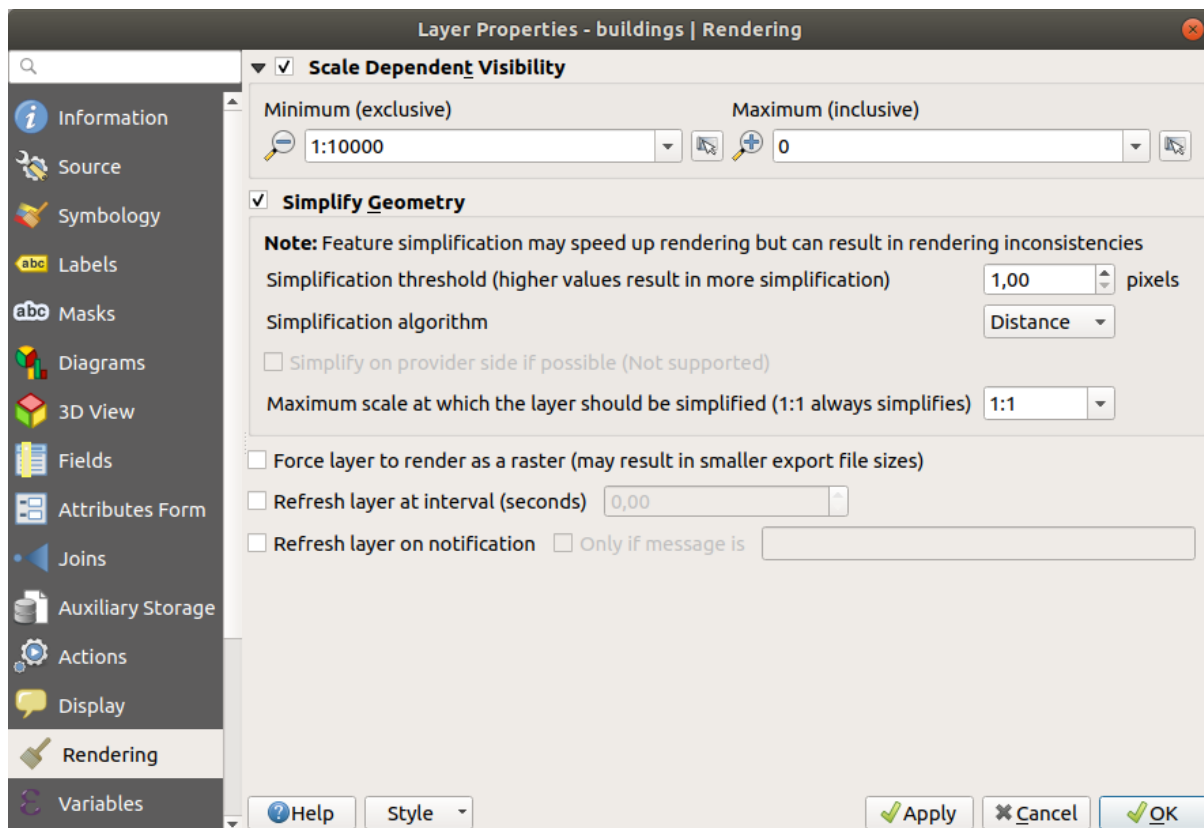 Layer Properties - buildings | Rendering
Information
Source
Symbology
abc Labels
abc Masks
Diagrams
3D View
Fields
Attributes Form
Joins
Auxiliary Storage
Actions
Display
Rendering
Variables
Scale Dependent Visibility
Minimum (exclusive) Maximum (inclusive)
1:10000 0
Simplify Geometry
Note: Feature simplification may speed up rendering but can result in rendering inconsistencies
Simplification threshold (higher values result in more simplification) 1,00 pixels
Simplification algorithm Distance
Simplify on provider side if possible (Not supported)
Maximum scale at which the layer should be simplified (1:1 always simplifies) 1:1
Force layer to render as a raster (may result in smaller export file sizes)
Refresh layer at interval (seconds) 0,00
Refresh layer on notification Only if message is
Help Style Apply Cancel OK